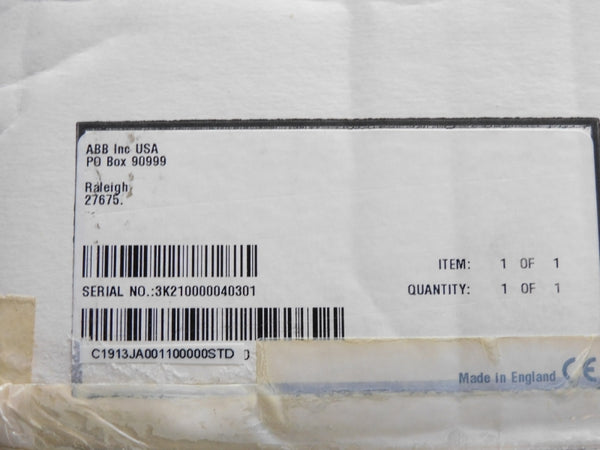 ABB Inc USA
PO Box 90999
Raleigh
27675.
ITEM: 1 OF 1
SERIAL NO.:3K210000040301
QUANTITY: 1 OF 1
C1913JA001100000STD
Made in England CE